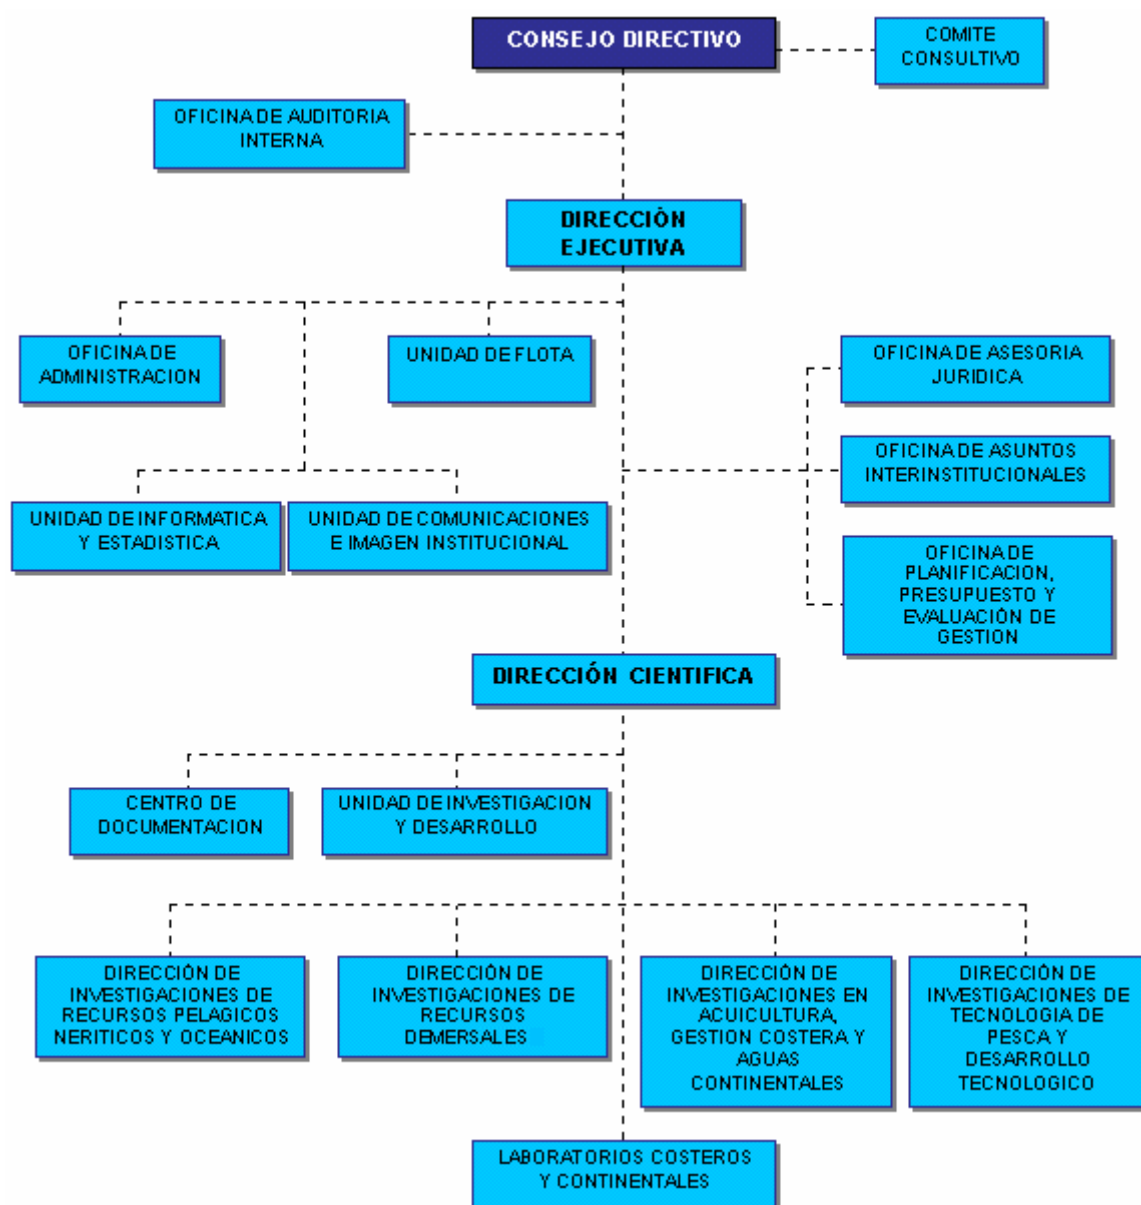 CONSEJO DIRECTIVO
COMITE
CONSULTIVO
OFICINA DE AUDITORIA
INTERNA
DIRECCIÓN
EJECUTIVA
OFICINA DE
ADMINISTRACION
UNIDAD DE FLOTA
OFICINA DE ASESORIA
JURIDICA
OFICINA DE ASUNTOS
INTERINSTITUCIONALES
UNIDAD DE INFORMATICA
Y ESTADISTICA
UNIDAD DE COMUNICACIONES
E IMAGEN INSTITUCIONAL
OFICINA DE
PLANIFICACION,
PRESUPUESTO Y
EVALUACIÓN DE
GESTION
DIRECCIÓN CIENTIFICA
CENTRO DE
DOCUMENTACION
UNIDAD DE INVESTIGACION
Y DESARROLLO
DIRECCIÓN DE
INVESTIGACIONES DE
RECURSOS PELAGICOS
NERITICOS Y OCEANICOS
DIRECCIÓN DE
INVESTIGACIONES DE
RECURSOS
DEMERSALES
DIRECCIÓN DE
INVESTIGACIONES EN
ACUICULTURA,
GESTION COSTERA Y
AGUAS
CONTINENTALES
DIRECCIÓN DE
INVESTIGACIONES DE
TECNOLOGIA DE
PESCA Y
DESARROLLO
TECNOLOGICO
LABORATORIOS COSTEROS
Y CONTINENTALES